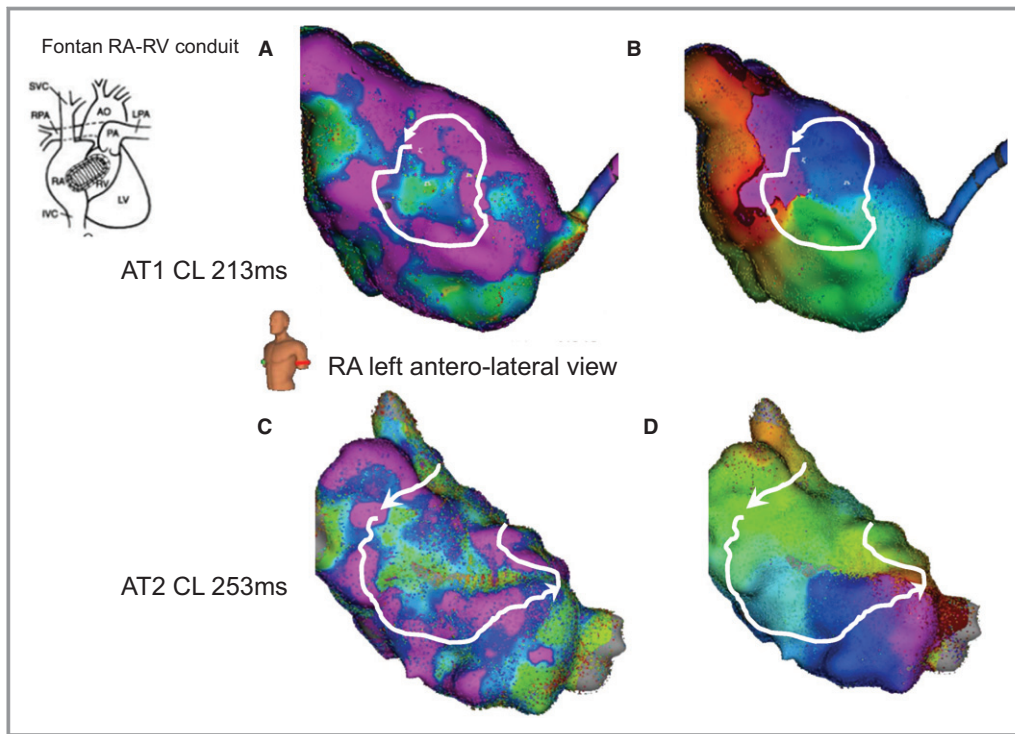 Fontan RA-RV conduit
A
B
SVC
AO
RPA
LPA
PA
RA
RV
LV
IVC
AT1 CL 213ms
RA left antero-lateral view
C
D
AT2 CL 253ms